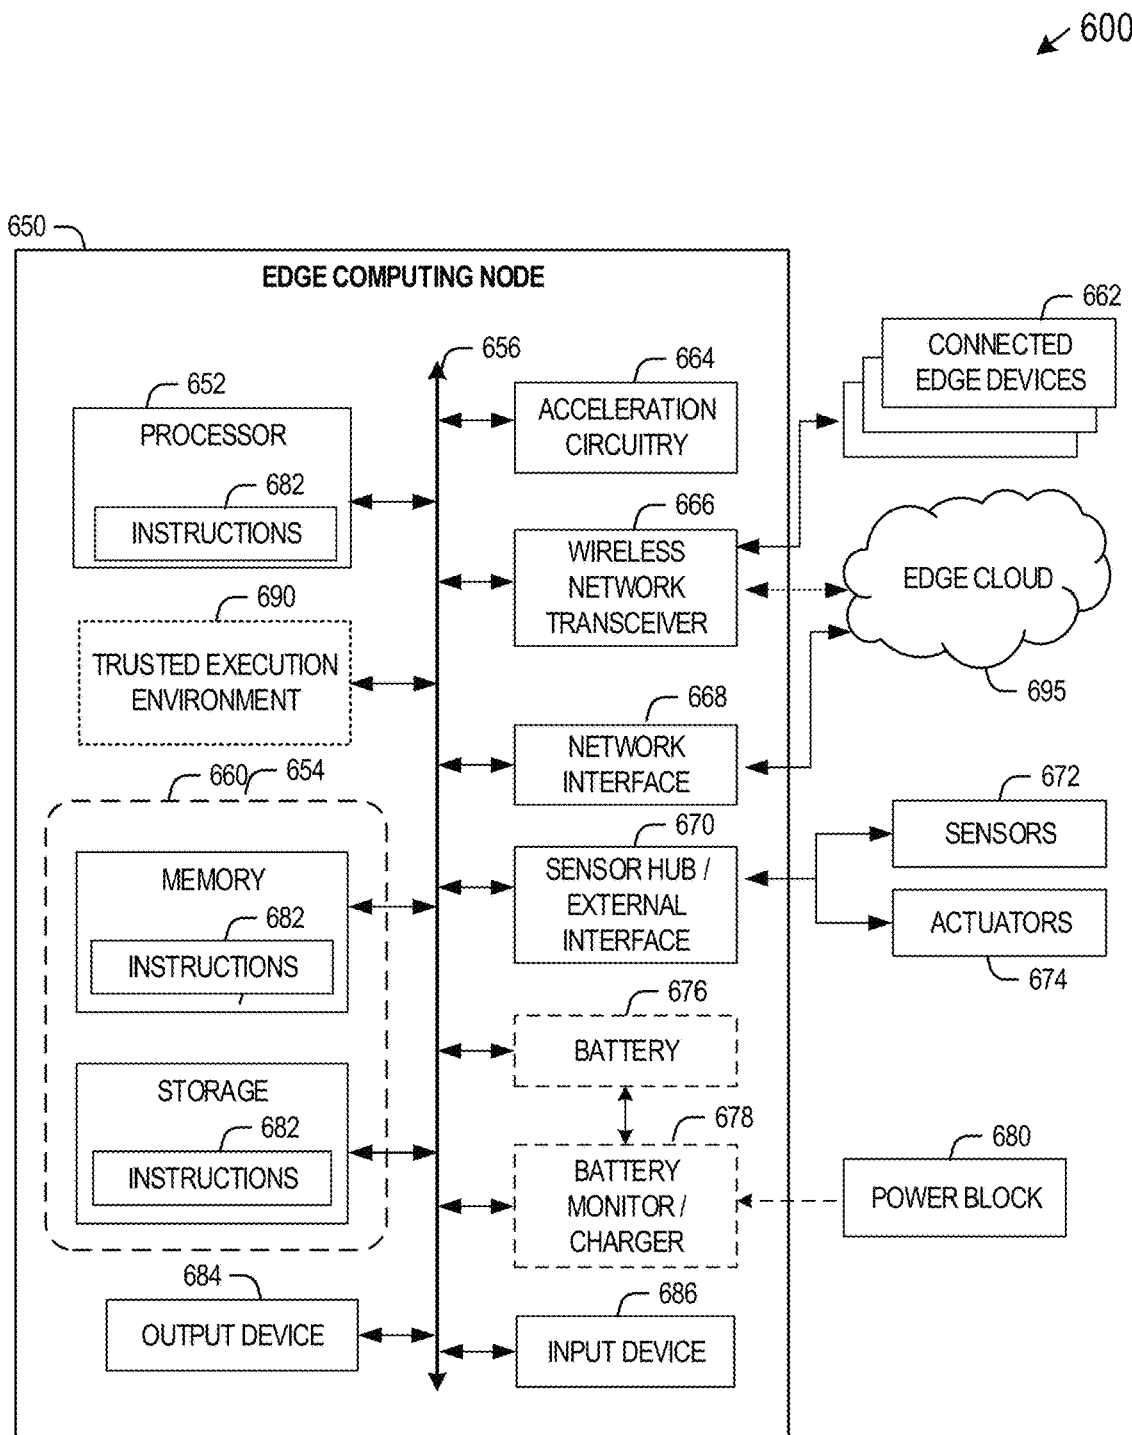 600
650
EDGE COMPUTING NODE
656
652
PROCESSOR
682
INSTRUCTIONS
690
TRUSTED EXECUTION
ENVIRONMENT
660
654
MEMORY
682
INSTRUCTIONS
STORAGE
682
INSTRUCTIONS
684
OUTPUT DEVICE
664
ACCELERATION
CIRCUITRY
666
WIRELESS
NETWORK
TRANSCEIVER
668
NETWORK
INTERFACE
670
SENSOR HUB /
EXTERNAL
INTERFACE
676
BATTERY
678
BATTERY
MONITOR /
CHARGER
686
INPUT DEVICE
662
CONNECTED
EDGE DEVICES
EDGE CLOUD
695
672
SENSORS
ACTUATORS
674
680
POWER BLOCK